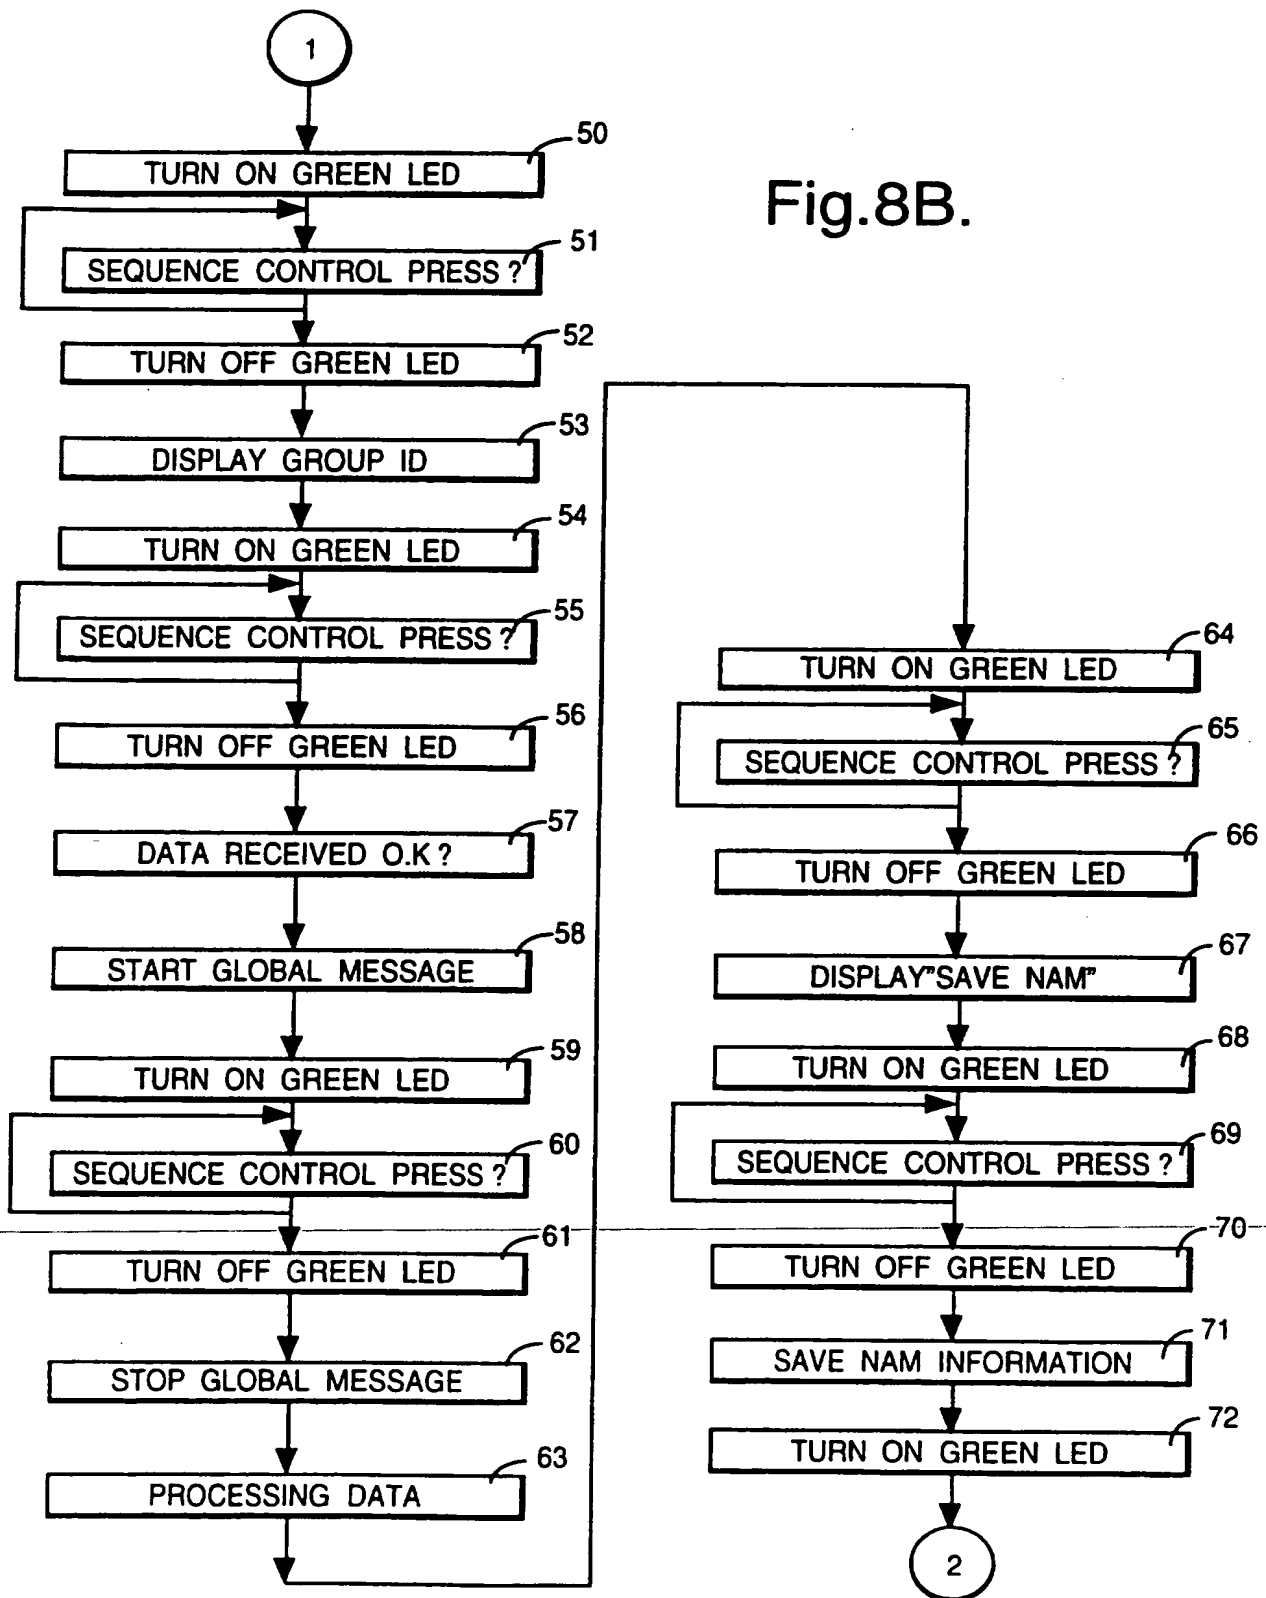 1
50
TURN ON GREEN LED
Fig.8B.
51
SEQUENCE CONTROL PRESS?
52
TURN OFF GREEN LED
53
DISPLAY GROUP ID
54
TURN ON GREEN LED
55
SEQUENCE CONTROL PRESS?
56
TURN OFF GREEN LED
57
DATA RECEIVED O.K?
58
START GLOBAL MESSAGE
59
TURN ON GREEN LED
60
SEQUENCE CONTROL PRESS?
61
TURN OFF GREEN LED
62
STOP GLOBAL MESSAGE
63
PROCESSING DATA
64
TURN ON GREEN LED
65
SEQUENCE CONTROL PRESS?
66
TURN OFF GREEN LED
67
DISPLAY"SAVE NAM"
68
TURN ON GREEN LED
69
SEQUENCE CONTROL PRESS?
70
TURN OFF GREEN LED
71
SAVE NAM INFORMATION
72
TURN ON GREEN LED
2